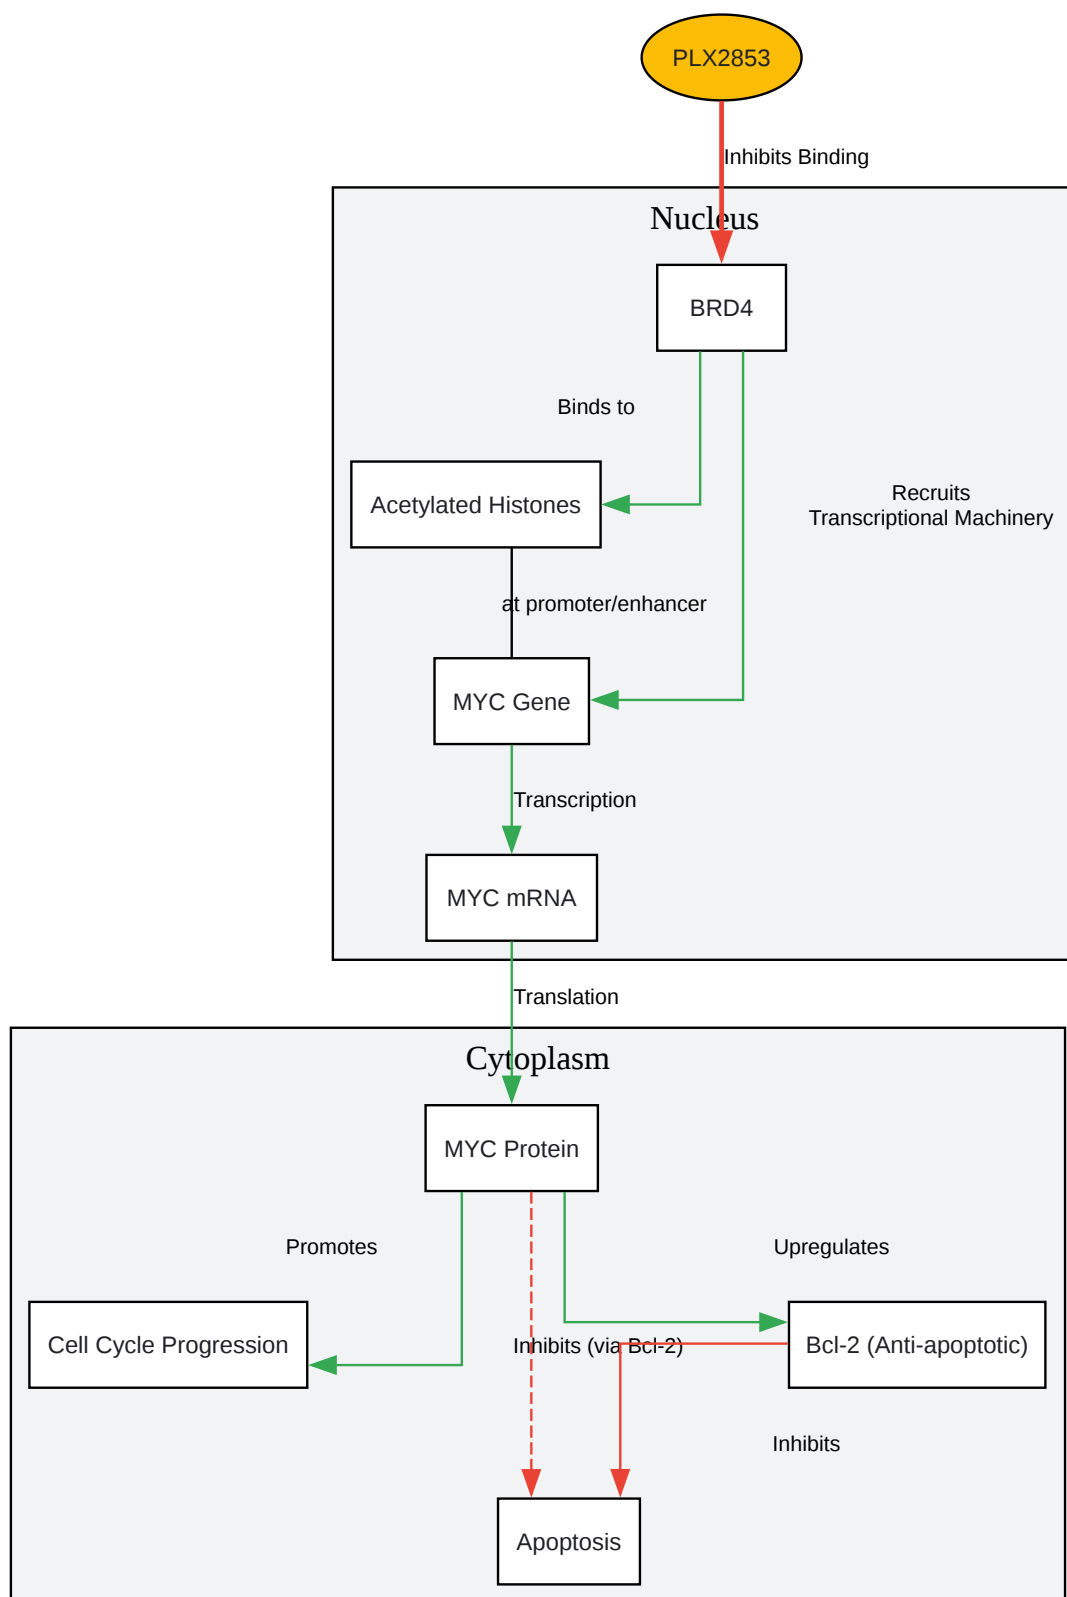 PLX2853
Inhibits Binding
Nucleus
BRD4
Binds to
Recruits
Transcriptional Machinery
Acetylated Histones
at promoter/enhancer
MYC Gene
Transcription
MYC mRNA
Translation
Cytoplasm
MYC Protein
Promotes
Upregulates
Cell Cycle Progression
Inhibits (via Bcl-2)
Bcl-2 (Anti-apoptotic)
Inhibits
Apoptosis